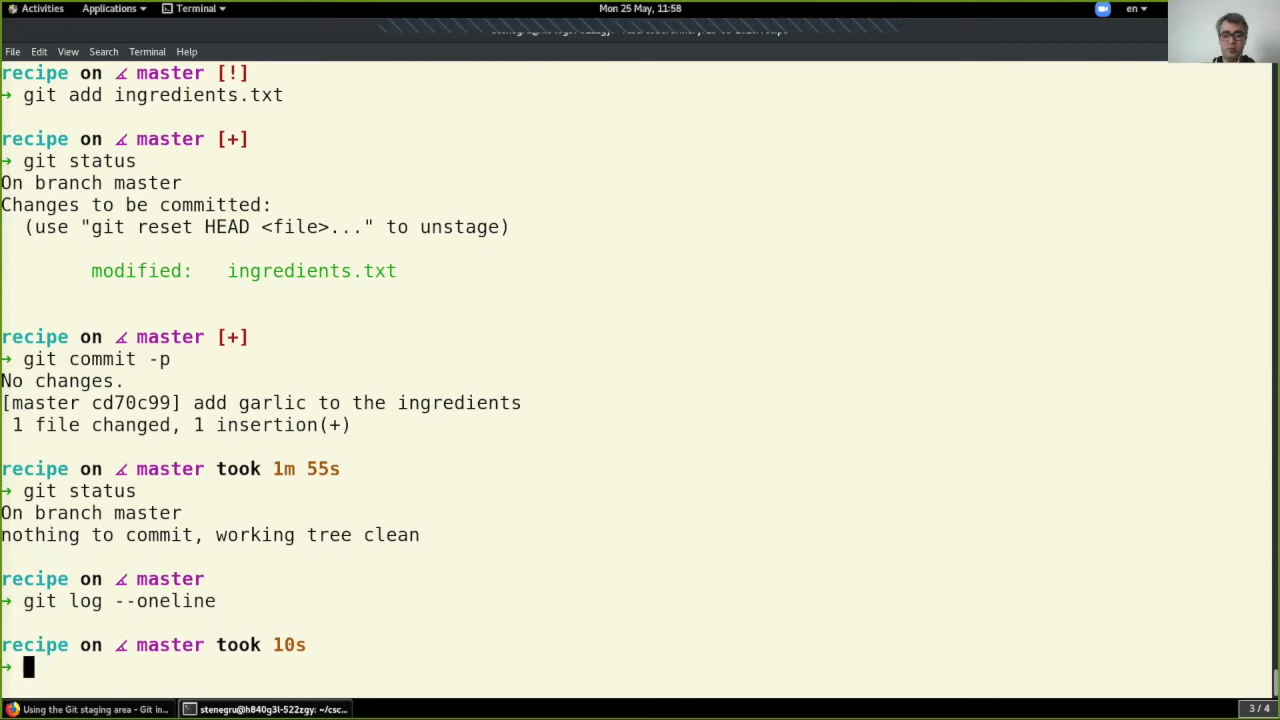 Activities Applications Terminal Mon 25 May, 11:58 en
File Edit View Search Terminal Help
recipe on master [!]
→ git add ingredients.txt
recipe on master [+]
→ git status
On branch master
Changes to be committed:
(use "git reset HEAD <file>..." to unstage)
modified: ingredients.txt
recipe on master [+]
→ git commit -p
No changes.
[master cd70c99] add garlic to the ingredients
1 file changed, 1 insertion(+)
recipe on master took 1m 55s
→ git status
On branch master
nothing to commit, working tree clean
recipe on master
→ git log --oneline
recipe on master took 10s
→
Using the Git staging area - Git in... stenegru@h840g3l-522zgy: ~/csc... 3 / 4